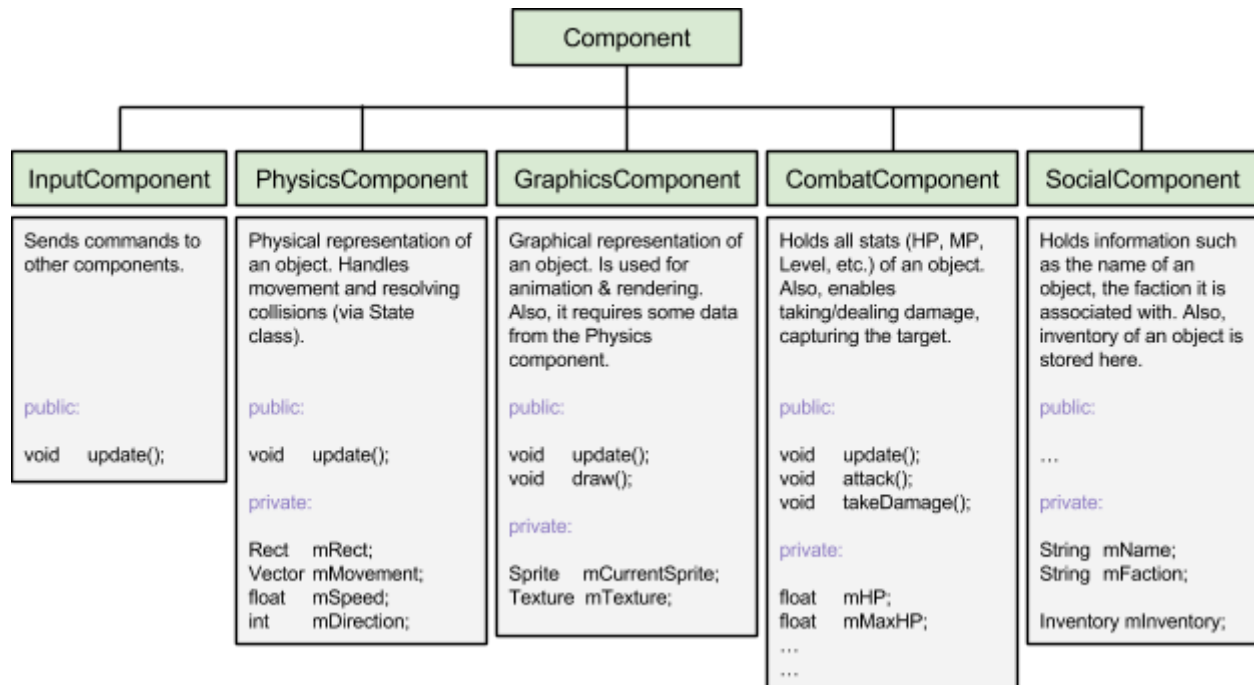 Component
InputComponent
Sends commands to
other components.
public:
void update();
PhysicsComponent
Physical representation of
an object. Handles
movement and resolving
collisions (via State
class).
public:
void update();
private:
Rect mRect;
Vector mMovement;
float mSpeed;
int mDirection;
GraphicsComponent
Graphical representation of
an object. Is used for
animation & rendering.
Also, it requires some data
from the Physics
component.
public:
void update();
void draw();
private:
Sprite mCurrentSprite;
Texture mTexture;
CombatComponent
Holds all stats (HP, MP,
Level, etc.) of an object.
Also, enables
taking/dealing damage,
capturing the target.
public:
void update();
void attack();
void takeDamage();
private:
float mHP;
float mMaxHP;
…
…
SocialComponent
Holds information such
as the name of an
object, the faction it is
associated with. Also,
inventory of an object is
stored here.
public:
…
private:
String mName;
String mFaction;
Inventory mInventory;